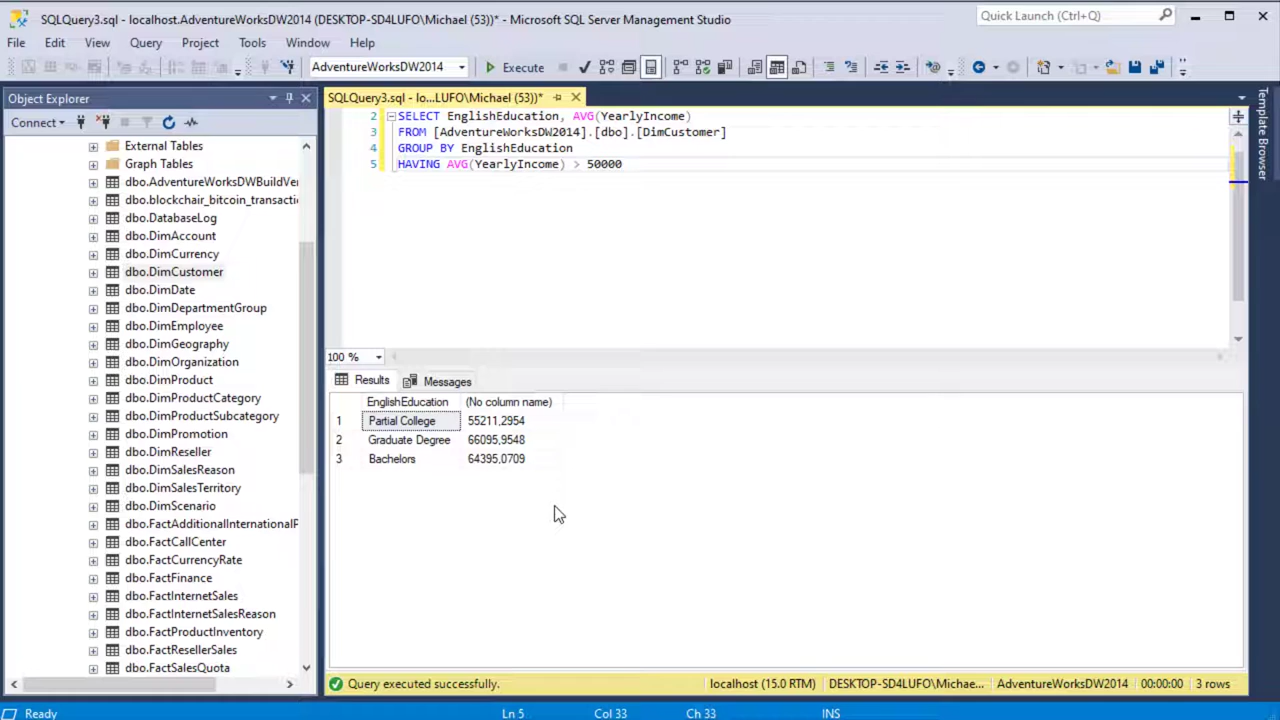 SQLQuery3.sql - localhost.AdventureWorksDW2014 (DESKTOP-SD4LUFO\Michael (53))* - Microsoft SQL Server Management Studio
Quick Launch (Ctrl+Q)
File Edit View Query Project Tools Window Help
AdventureWorksDW2014 Execute
Object Explorer
Connect
External Tables
Graph Tables
dbo.AdventureWorksDWBuildVer
dbo.blockchair_bitcoin_transacti
dbo.DatabaseLog
dbo.DimAccount
dbo.DimCurrency
dbo.DimCustomer
dbo.DimDate
dbo.DimDepartmentGroup
dbo.DimEmployee
dbo.DimGeography
dbo.DimOrganization
dbo.DimProduct
dbo.DimProductCategory
dbo.DimProductSubcategory
dbo.DimPromotion
dbo.DimReseller
dbo.DimSalesReason
dbo.DimSalesTerritory
dbo.DimScenario
dbo.FactAdditionalInternationalP
dbo.FactCallCenter
dbo.FactCurrencyRate
dbo.FactFinance
dbo.FactInternetSales
dbo.FactInternetSalesReason
dbo.FactProductInventory
dbo.FactResellerSales
dbo.FactSalesQuota
SQLQuery3.sql - lo...LUFO\Michael (53))*
2 SELECT EnglishEducation, AVG(YearlyIncome)
3 FROM [AdventureWorksDW2014].[dbo].[DimCustomer]
4 GROUP BY EnglishEducation
5 HAVING AVG(YearlyIncome) > 50000
100 %
Results Messages
EnglishEducation (No column name)
1 Partial College 55211,2954
2 Graduate Degree 66095,9548
3 Bachelors 64395,0709
Query executed successfully. localhost (15.0 RTM) DESKTOP-SD4LUFO\Michae... AdventureWorksDW2014 00:00:00 3 rows
Template Browser
Ready Ln 5 Col 33 Ch 33 INS